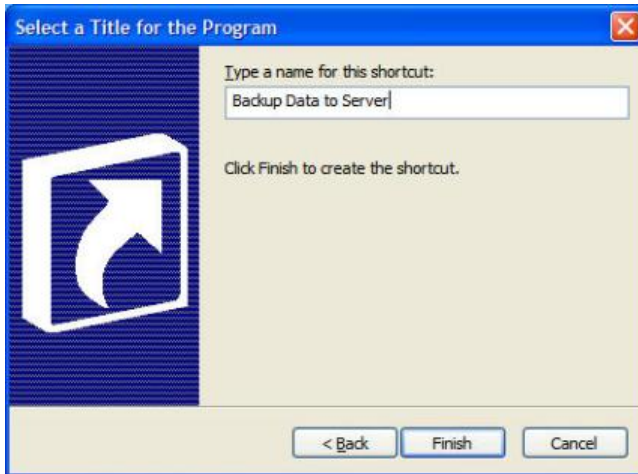 Select a Title for the Program
Type a name for this shortcut:
Backup Data to Server
Click Finish to create the shortcut.
< Back
Finish
Cancel